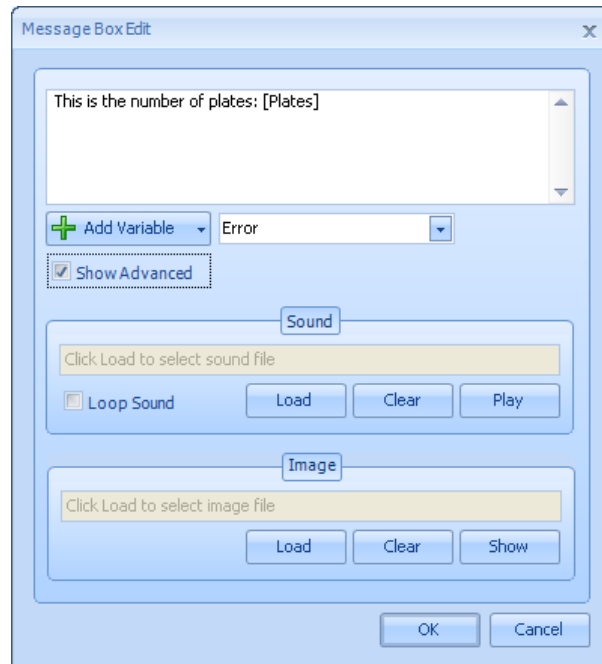 Message Box Edit
This is the number of plates: [Plates]
Add Variable
Error
Show Advanced
Sound
Click Load to select sound file
Loop Sound
Load
Clear
Play
Image
Click Load to select image file
Load
Clear
Show
OK
Cancel